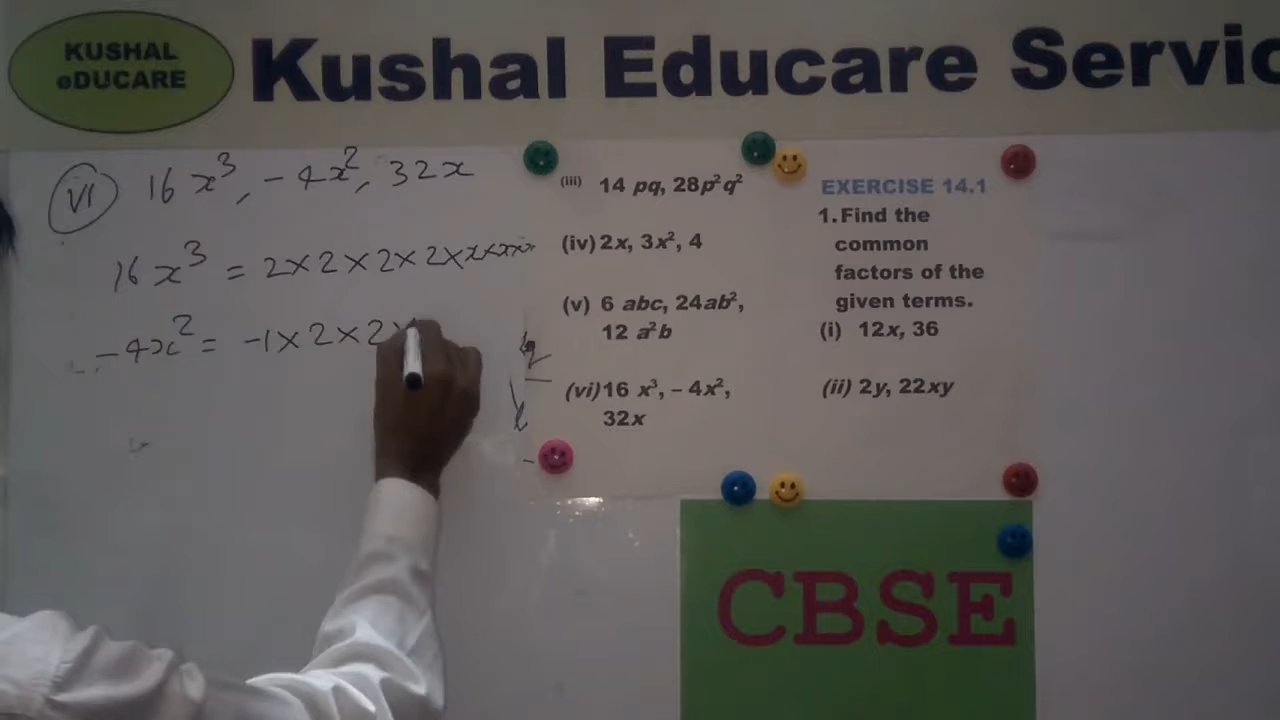 KUSHAL
eDUCARE
Kushal Educare Servic
VI 16x³, -4x², 32x
16x³ = 2×2×2×2×x×x×x
-4x² = -1×2×2×
(iii) 14 pq, 28p²q²
(iv) 2x, 3x², 4
(v) 6 abc, 24ab²,
12 a²b
(vi) 16 x³, – 4x²,
32x
EXERCISE 14.1
1. Find the
common
factors of the
given terms.
(i) 12x, 36
(ii) 2y, 22xy
CBSE